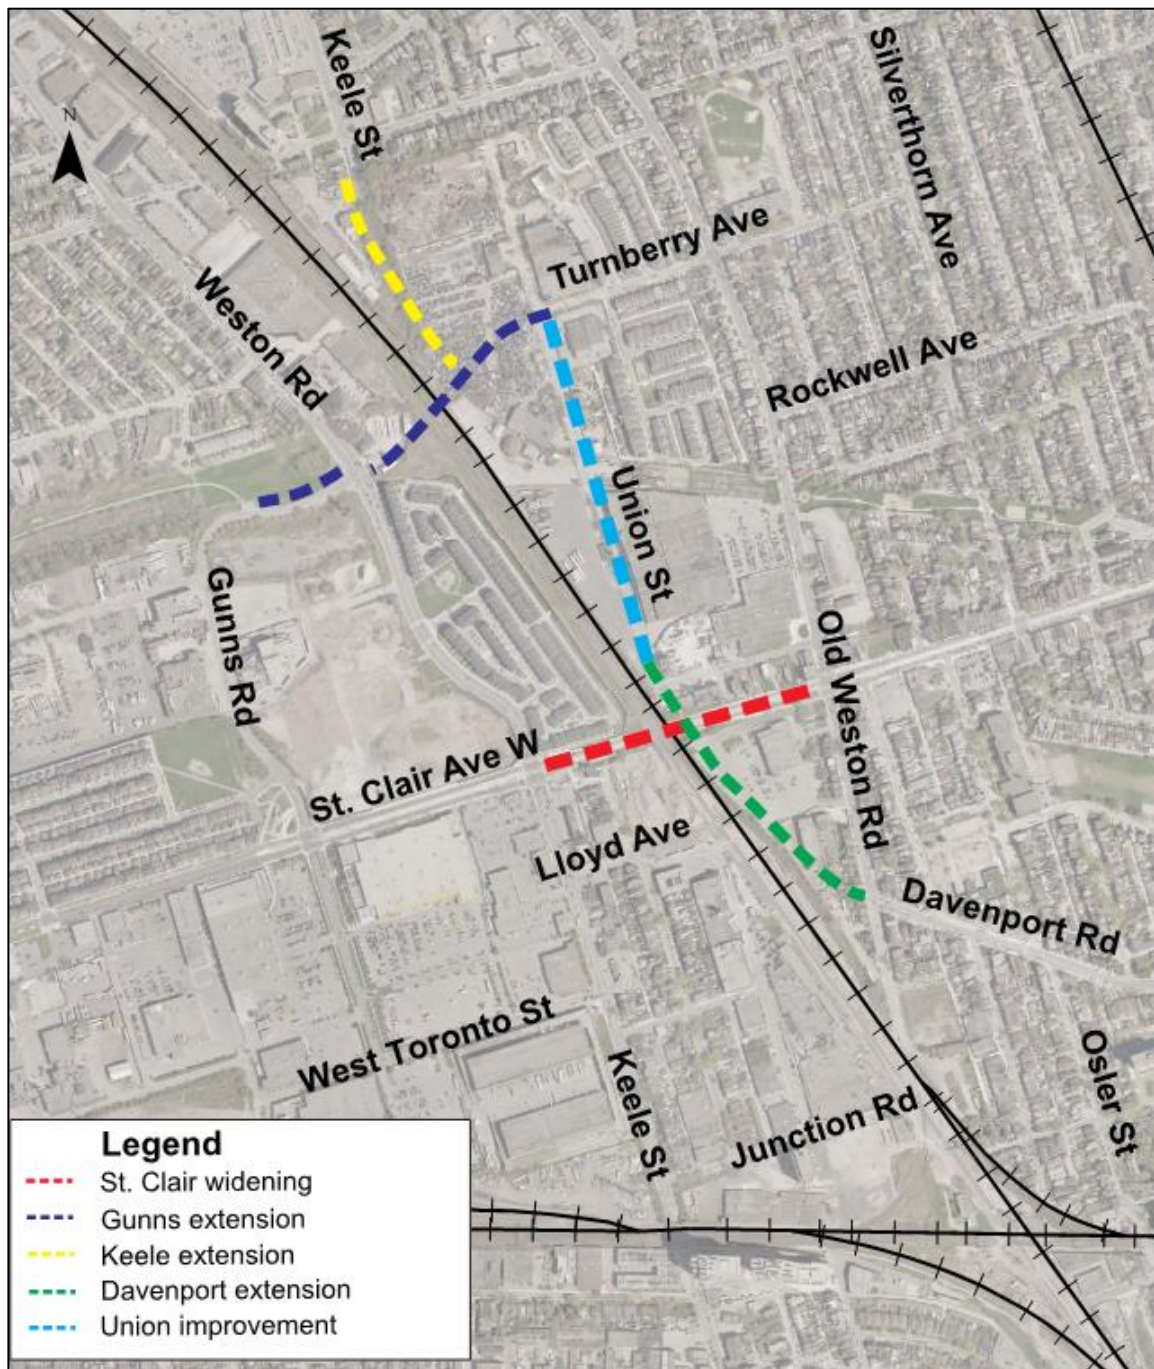 Keele St
Silverthorn Ave
N
Turnberry Ave
Weston Rd
Rockwell Ave
Union St
Gunns Rd
Old Weston Rd
St. Clair Ave W
Lloyd Ave
Davenport Rd
West Toronto St
Keele St
Junction Rd
Osler St
Legend
St. Clair widening
Gunns extension
Keele extension
Davenport extension
Union improvement